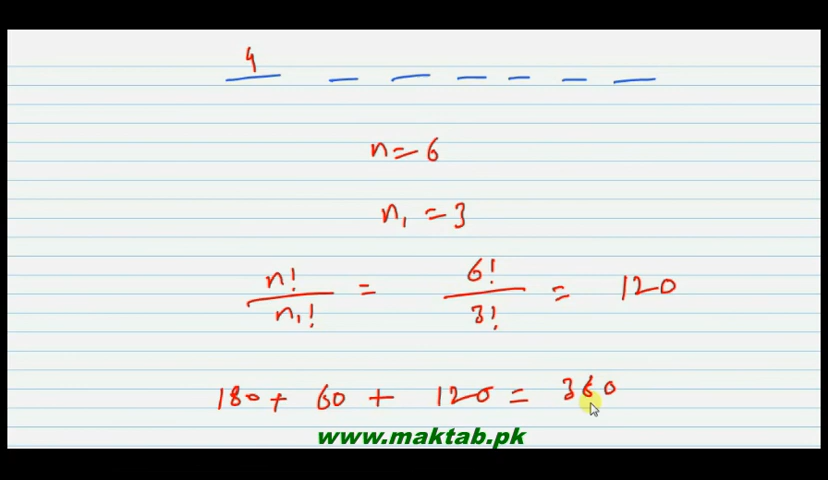 4
n = 6
n₁ = 3
n!/n₁! = 6!/3! = 120
180 + 60 + 120 = 360
www.maktab.pk